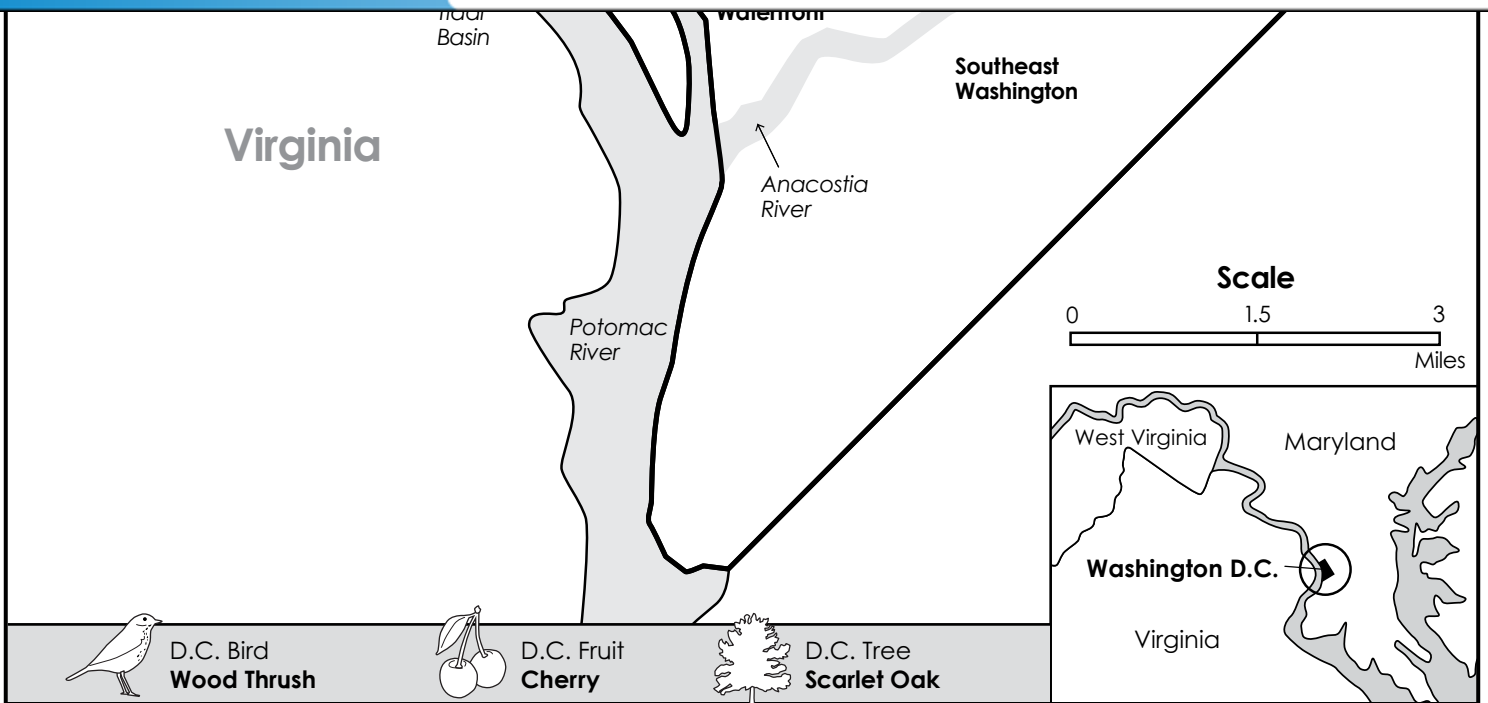 Basin
Waterfront
Southeast
Washington
Virginia
Anacostia
River
Scale
0 1.5 3
Miles
Potomac
River
West Virginia
Maryland
Washington D.C.
Virginia
D.C. Bird
Wood Thrush
D.C. Fruit
Cherry
D.C. Tree
Scarlet Oak